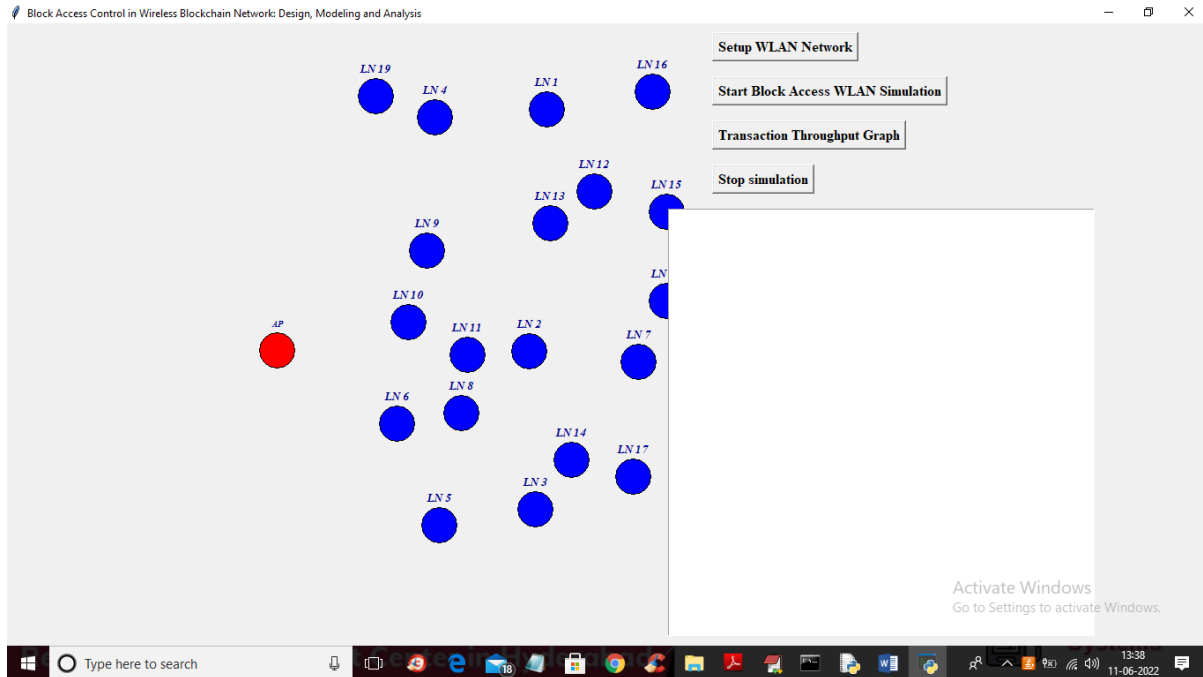 Block Access Control in Wireless Blockchain Network: Design, Modeling and Analysis
Setup WLAN Network
Start Block Access WLAN Simulation
Transaction Throughput Graph
Stop simulation
LN 19
LN 4
LN 1
LN 16
LN 12
LN 13
LN 15
LN 9
LN
LN 10
AP
LN 11
LN 2
LN 7
LN 6
LN 8
LN 14
LN 17
LN 3
LN 5
Activate Windows
Go to Settings to activate Windows.
Type here to search
18
13:38
11-06-2022